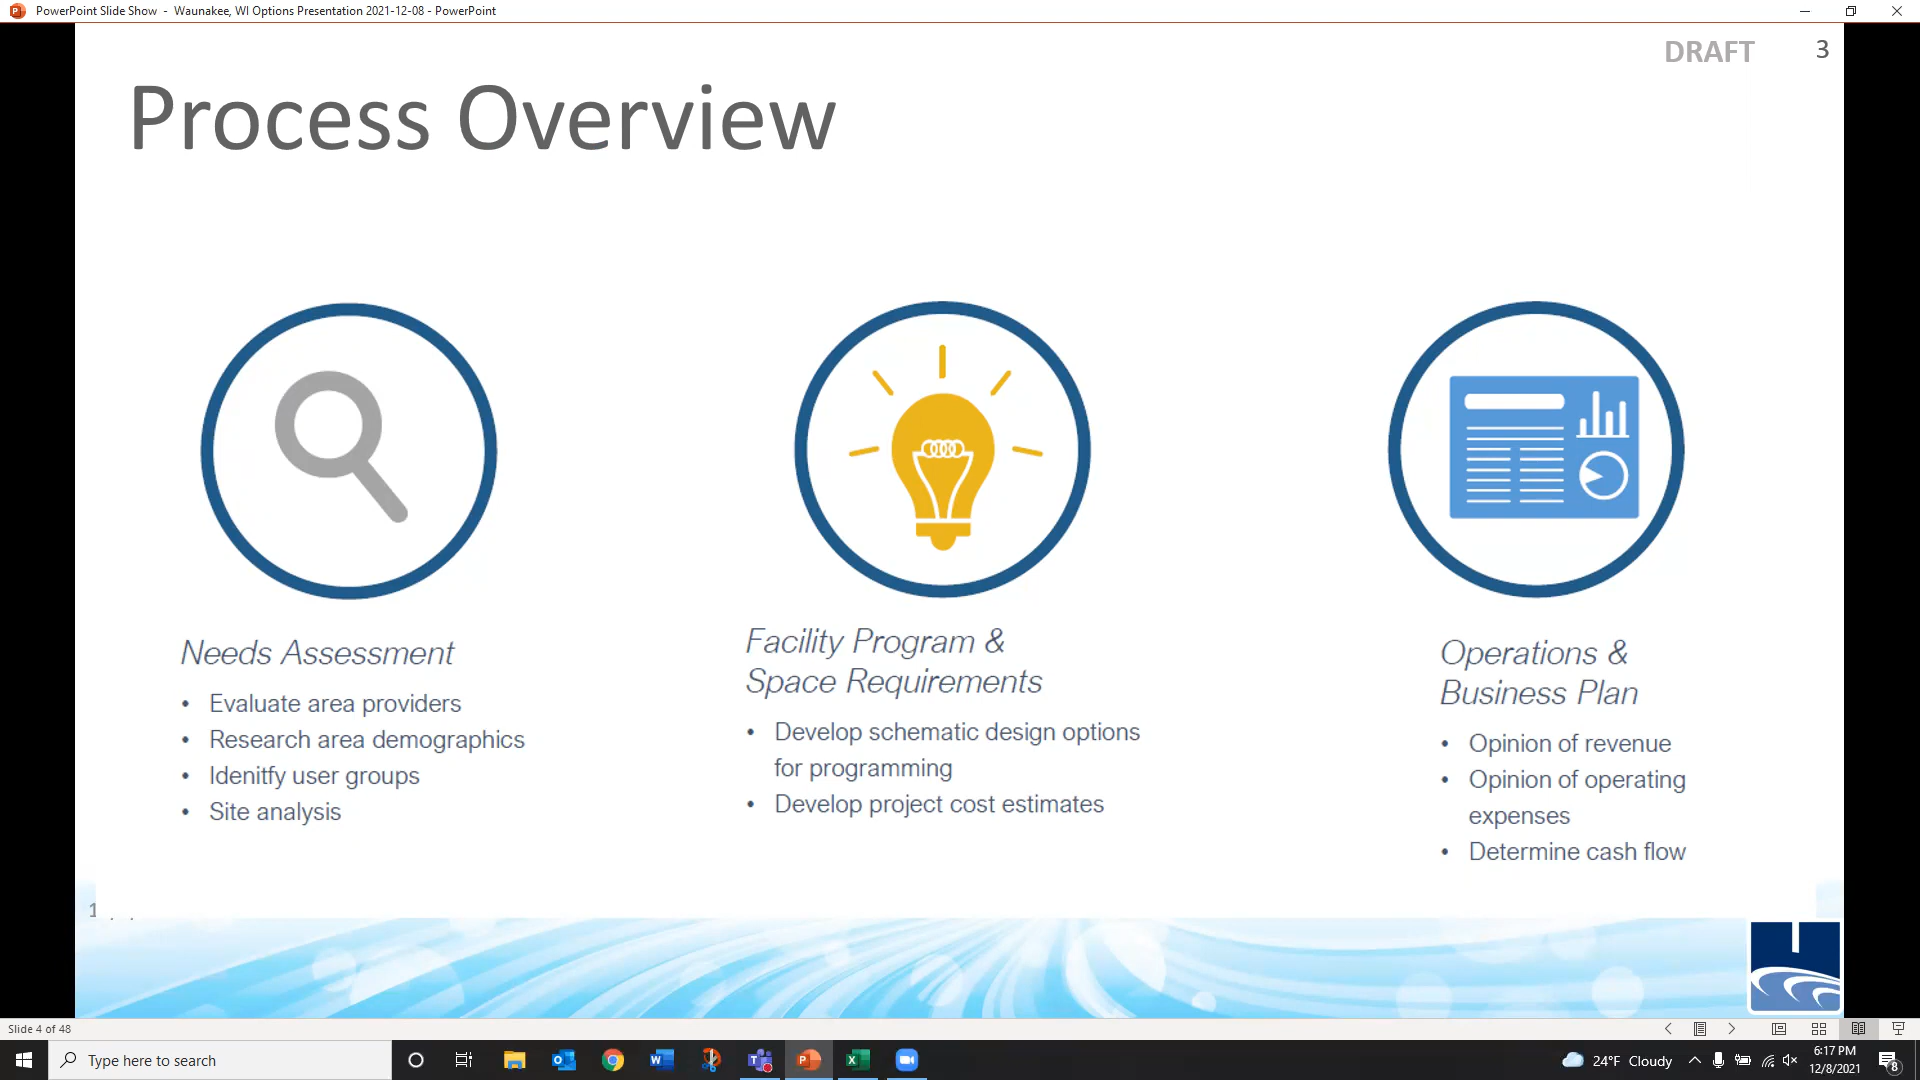 PowerPoint Slide Show - Waunakee, WI Options Presentation 2021-12-08 - PowerPoint
DRAFT 3
Process Overview
Needs Assessment
• Evaluate area providers
• Research area demographics
• Idenitfy user groups
• Site analysis
Facility Program &
Space Requirements
• Develop schematic design options
for programming
• Develop project cost estimates
Operations &
Business Plan
• Opinion of revenue
• Opinion of operating
expenses
• Determine cash flow
Slide 4 of 48
Type here to search
24°F Cloudy
6:17 PM
12/8/2021
8